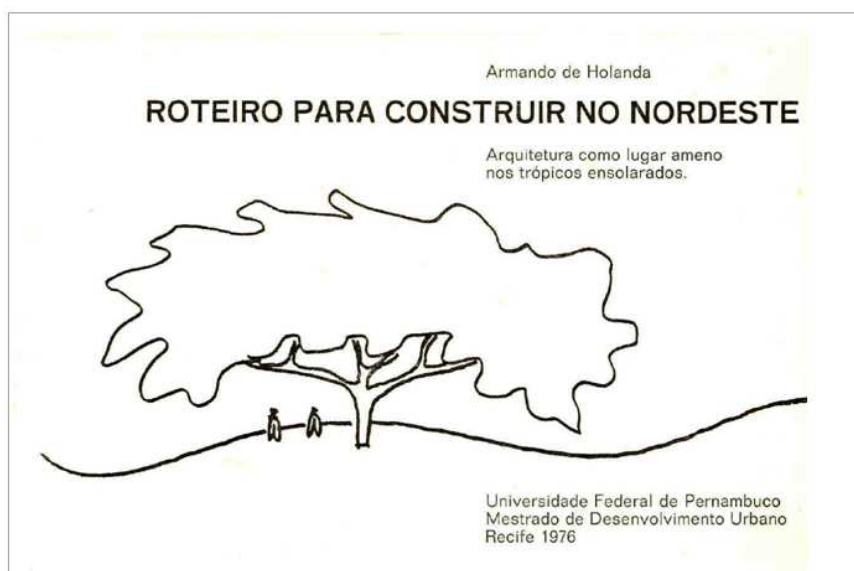 Armando de Holanda
ROTEIRO PARA CONSTRUIR NO NORDESTE
Arquitetura como lugar ameno
nos trópicos ensolarados.
Universidade Federal de Pernambuco
Mestrado de Desenvolvimento Urbano
Recife 1976